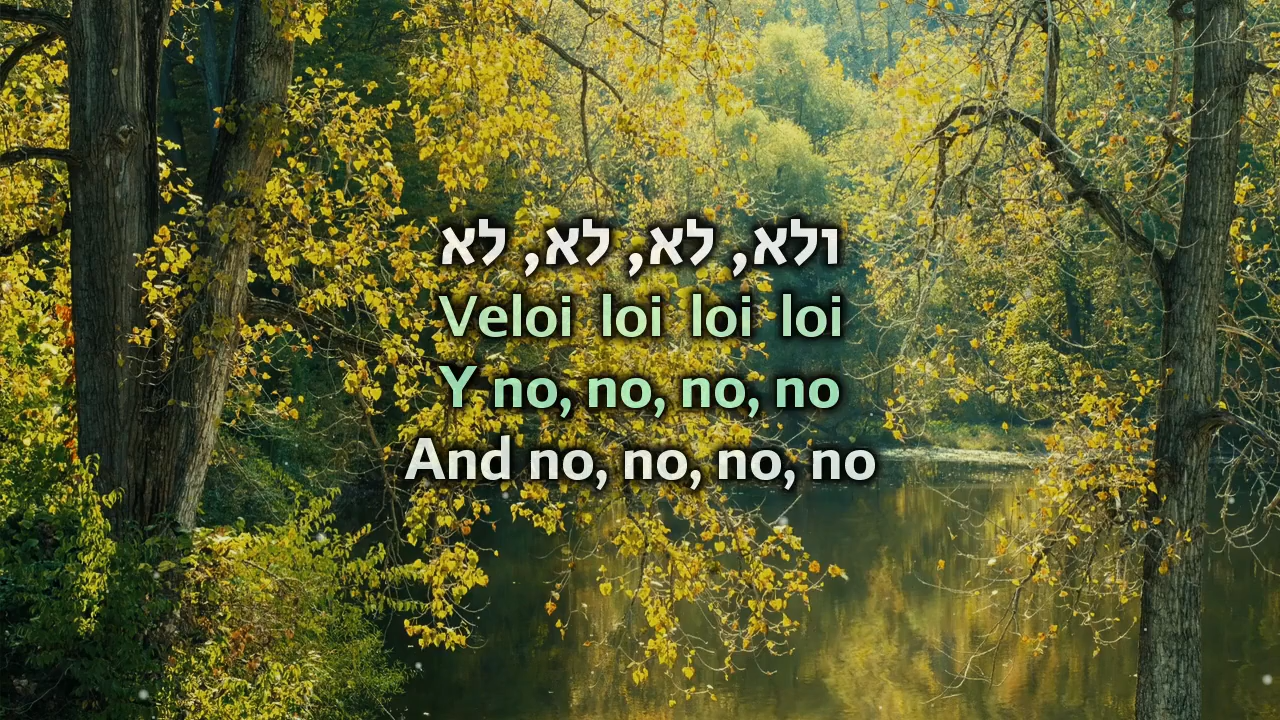 ולא, לא, לא, לא
Veloi loi loi loi
Y no, no, no, no
And no, no, no, no